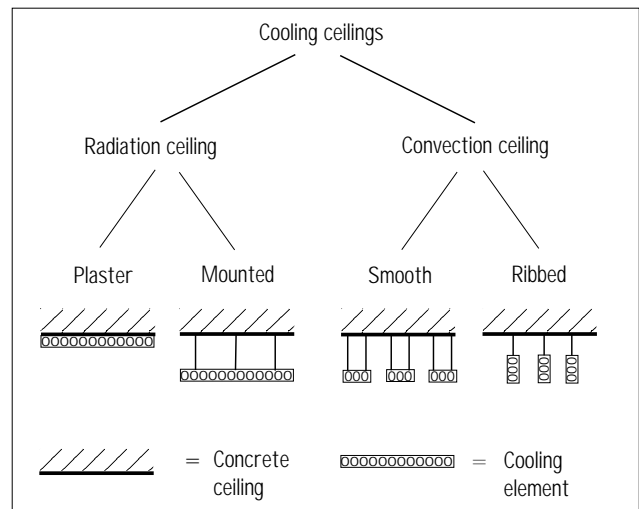 Cooling ceilings
Radiation ceiling
Convection ceiling
Plaster
Mounted
Smooth
Ribbed
= Concrete
ceiling
= Cooling
element